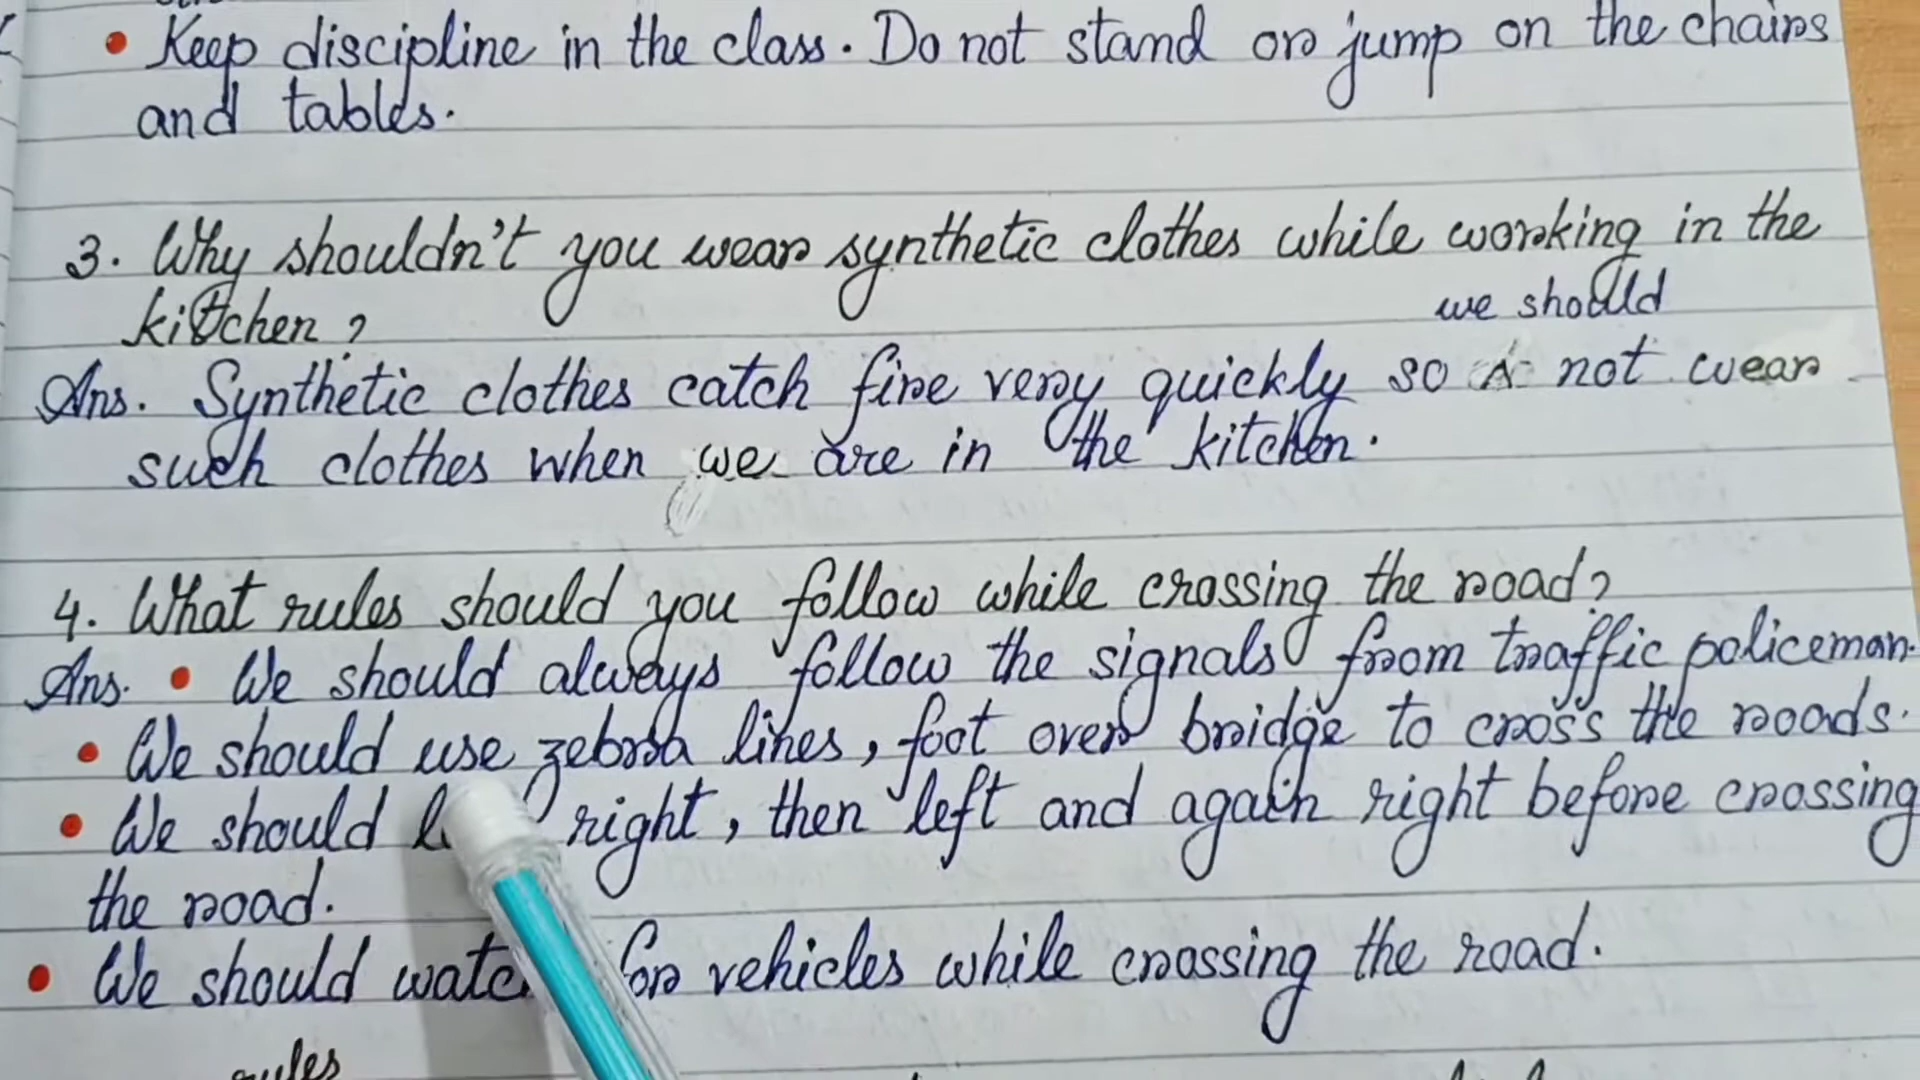 • Keep discipline in the class. Do not stand or jump on the chairs
and tables.
3. Why shouldn't you wear synthetic clothes while working in the
kitchen?
we should
Ans. Synthetic clothes catch fire very quickly so not wear
such clothes when we are in the kitchen.
4. What rules should you follow while crossing the road?
Ans. • We should always follow the signals from traffic policeman.
• We should use zebra lines, foot over bridge to cross the roads.
• We should right, then left and again right before crossing
the road.
• We should for vehicles while crossing the road.
rules